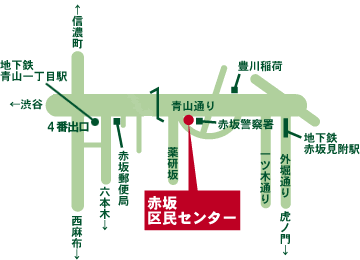 ↑
信濃町
地下鉄
青山一丁目駅
←渋谷
4番出口
豊川稲荷
青山通り
赤坂警察署
地下鉄
赤坂見附駅
赤坂郵便局
薬研坂
一ツ木通り
外堀通り
六本木
↓
西麻布
↓
虎ノ門
↓
赤坂
区民センター